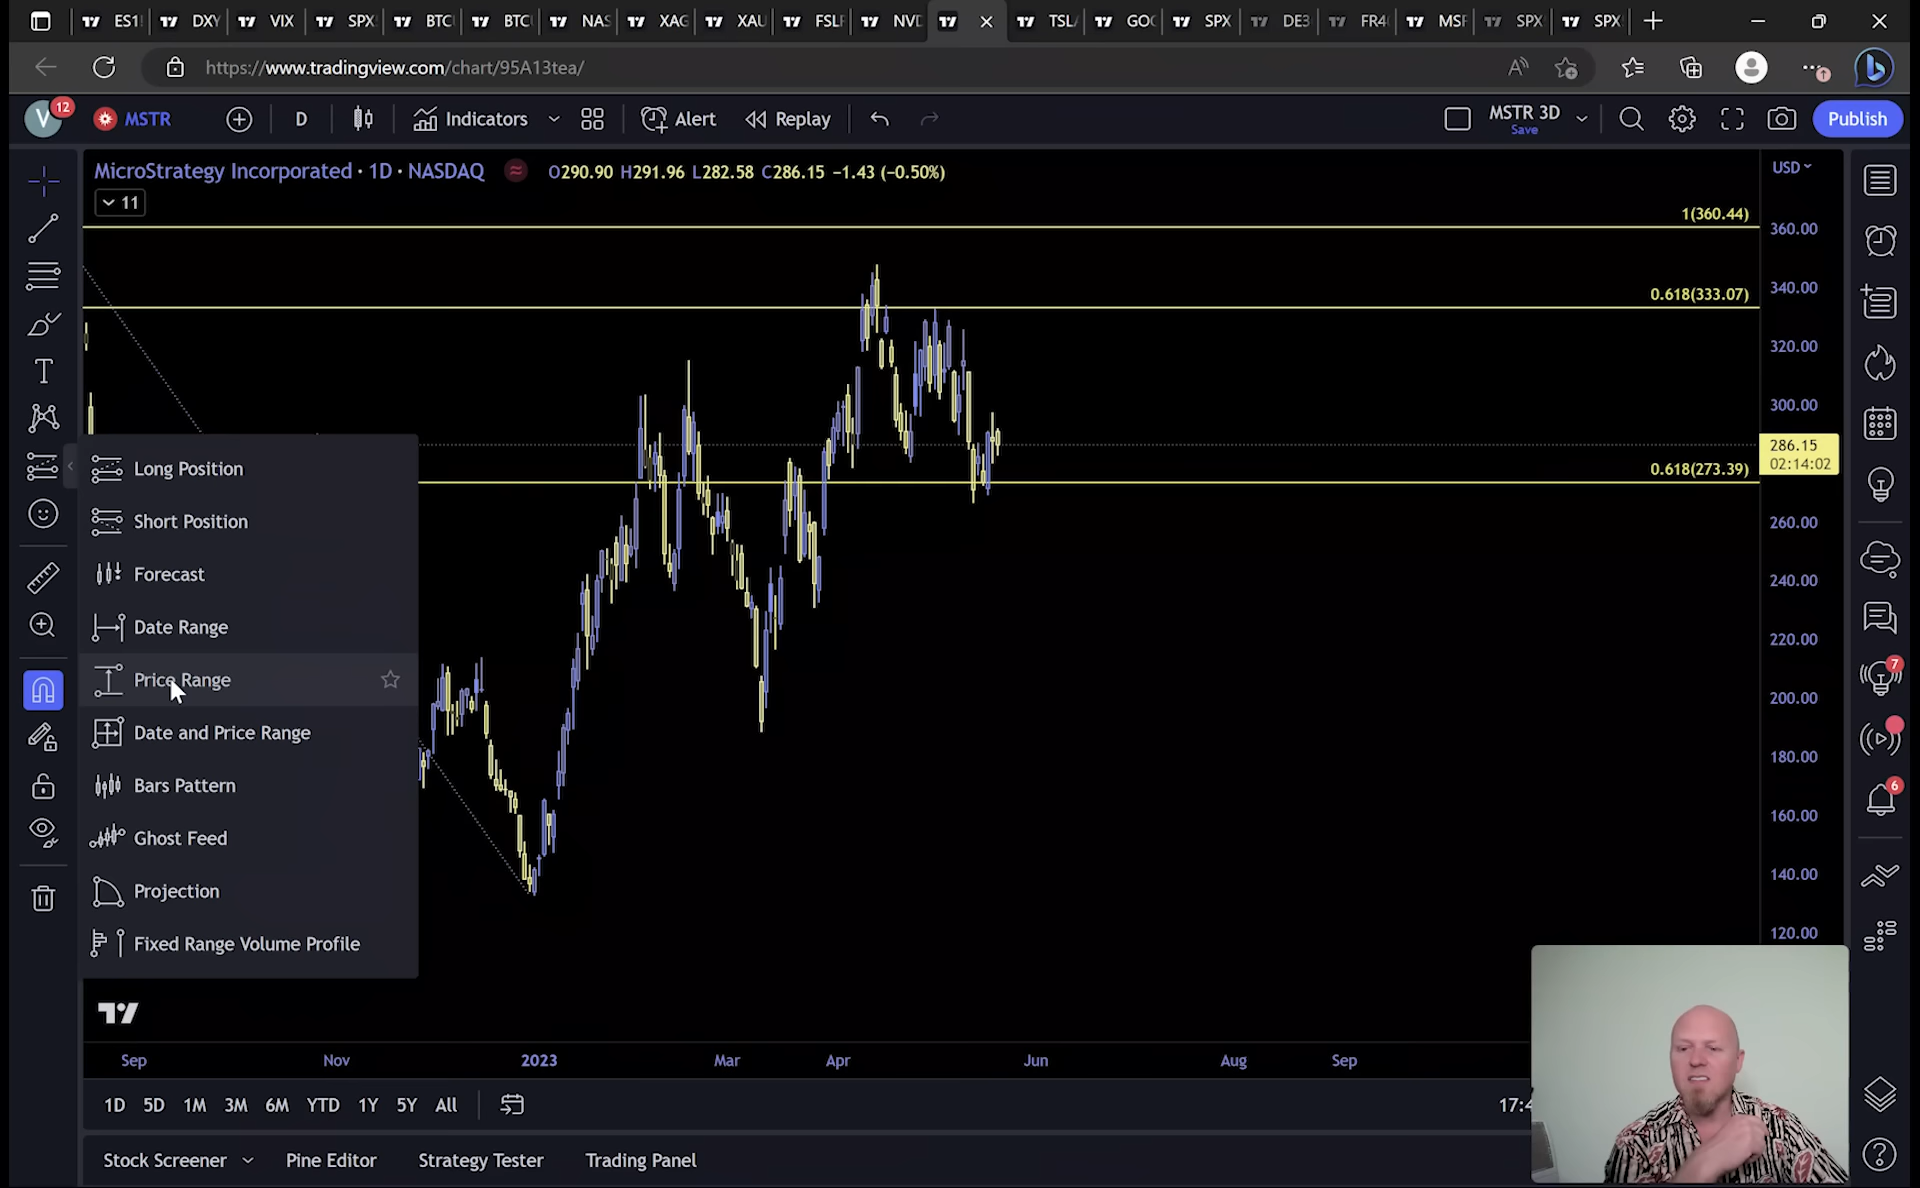 ES1!
DXY
VIX
SPX
BTC
BTC
NAS
XAG
XAU
NVD
TSL
GO
SPX
DE3
FR4
SPX
SPX
https://www.tradingview.com/chart/95A13tea/
V
12
MSTR
D
Indicators
Alert
Replay
MSTR 3D
Save
Publish
MicroStrategy Incorporated · 1D · NASDAQ
O290.90 H291.96 L282.58 C286.15 −1.43 (−0.50%)
USD
11
1(360.44)
360.00
0.618(333.07)
340.00
320.00
300.00
286.15
02:14:02
0.618(273.39)
260.00
240.00
220.00
200.00
180.00
160.00
140.00
120.00
Long Position
Short Position
Forecast
Date Range
Price Range
Date and Price Range
Bars Pattern
Ghost Feed
Projection
Fixed Range Volume Profile
7
6
Sep
Nov
2023
Mar
Apr
Jun
Aug
Sep
1D
5D
1M
3M
6M
YTD
1Y
5Y
All
17:4
Stock Screener
Pine Editor
Strategy Tester
Trading Panel